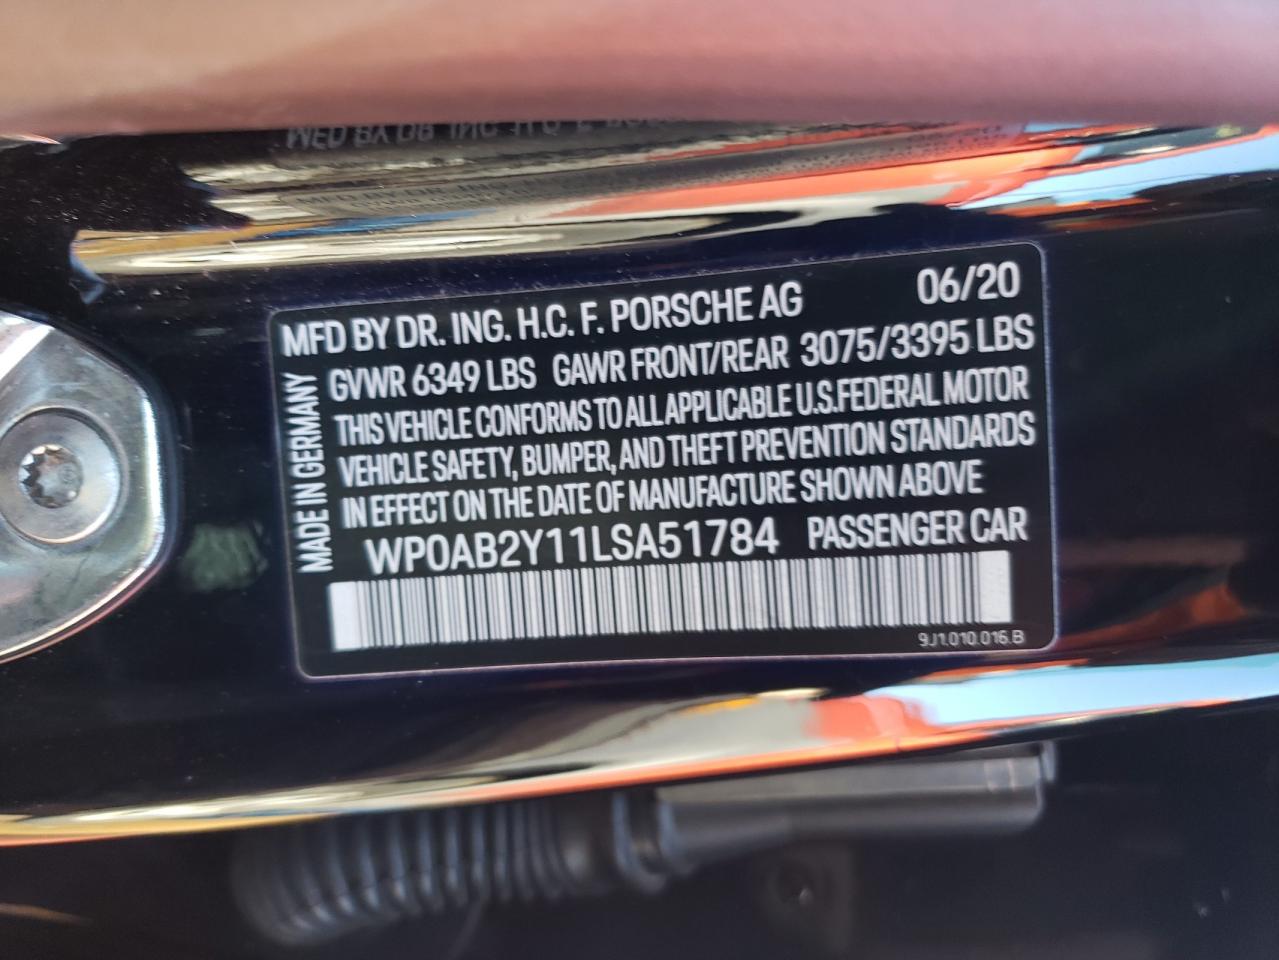 MFD BY DR. ING. H.C. F. PORSCHE AG 06/20
GVWR 6349 LBS GAWR FRONT/REAR 3075/3395 LBS
THIS VEHICLE CONFORMS TO ALL APPLICABLE U.S. FEDERAL MOTOR
VEHICLE SAFETY, BUMPER, AND THEFT PREVENTION STANDARDS
IN EFFECT ON THE DATE OF MANUFACTURE SHOWN ABOVE
WP0AB2Y11LSA51784 PASSENGER CAR
MADE IN GERMANY
9J1.010.016.B